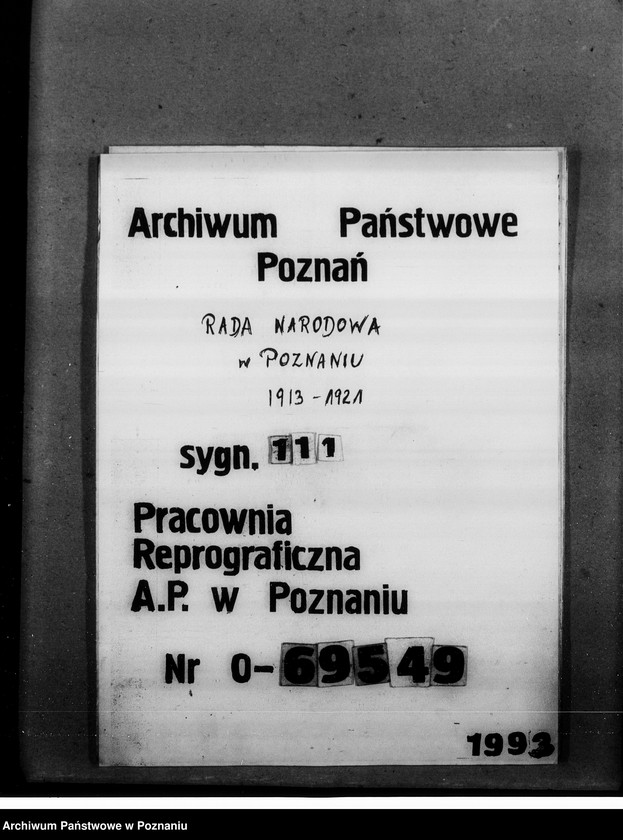 Archiwum Państwowe
Poznań
RADA NARODOWA
w POZNANIU
1913-1921
sygn. 111
Pracownia
Reprograficzna
A.P. w Poznaniu
Nr O-69549
1993
Archiwum Państwowe w Poznaniu